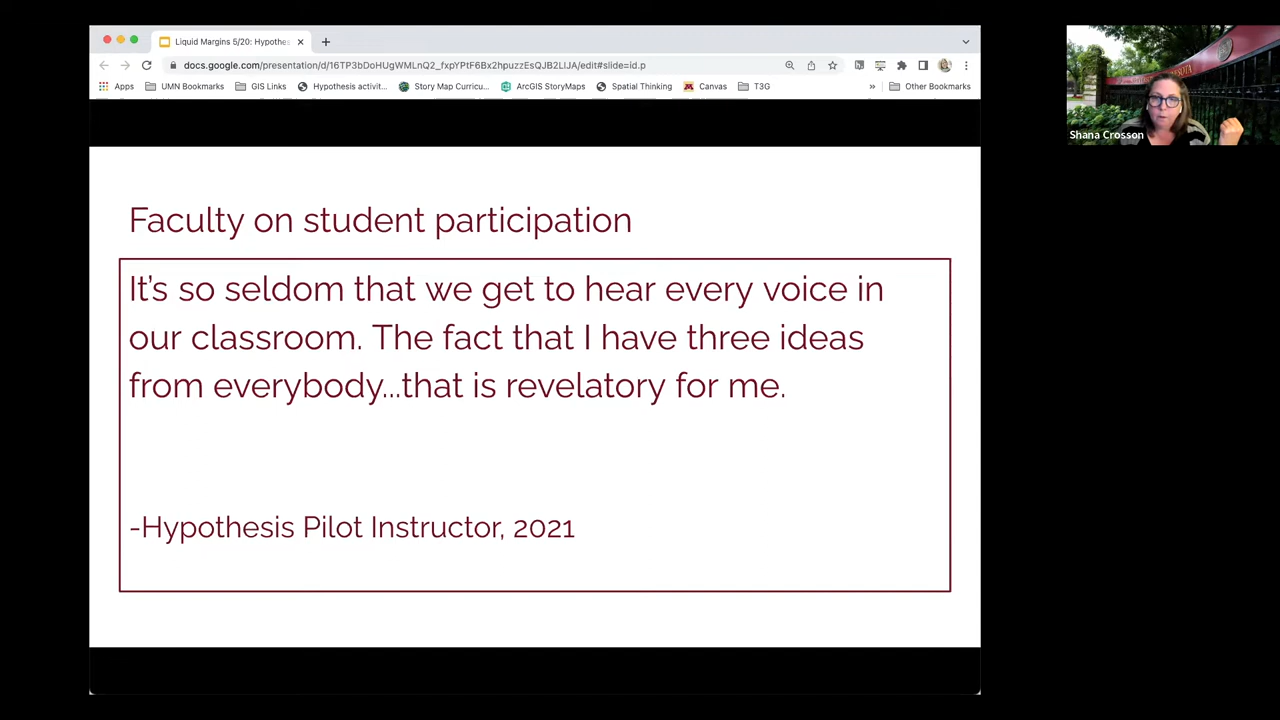 Liquid Margins 5/20: Hypothes
docs.google.com/presentation/d/16TP3bDoHUgWMLnQ2_fxpYPtF6Bx2hpuzzEsQJB2LlJA/edit#slide=id.p
Apps UMN Bookmarks GIS Links Hypothesis activit... Story Map Curricu... ArcGIS StoryMaps Spatial Thinking Canvas T3G » Other Bookmarks
Shana Crosson
Faculty on student participation
It's so seldom that we get to hear every voice in
our classroom. The fact that I have three ideas
from everybody...that is revelatory for me.
-Hypothesis Pilot Instructor, 2021